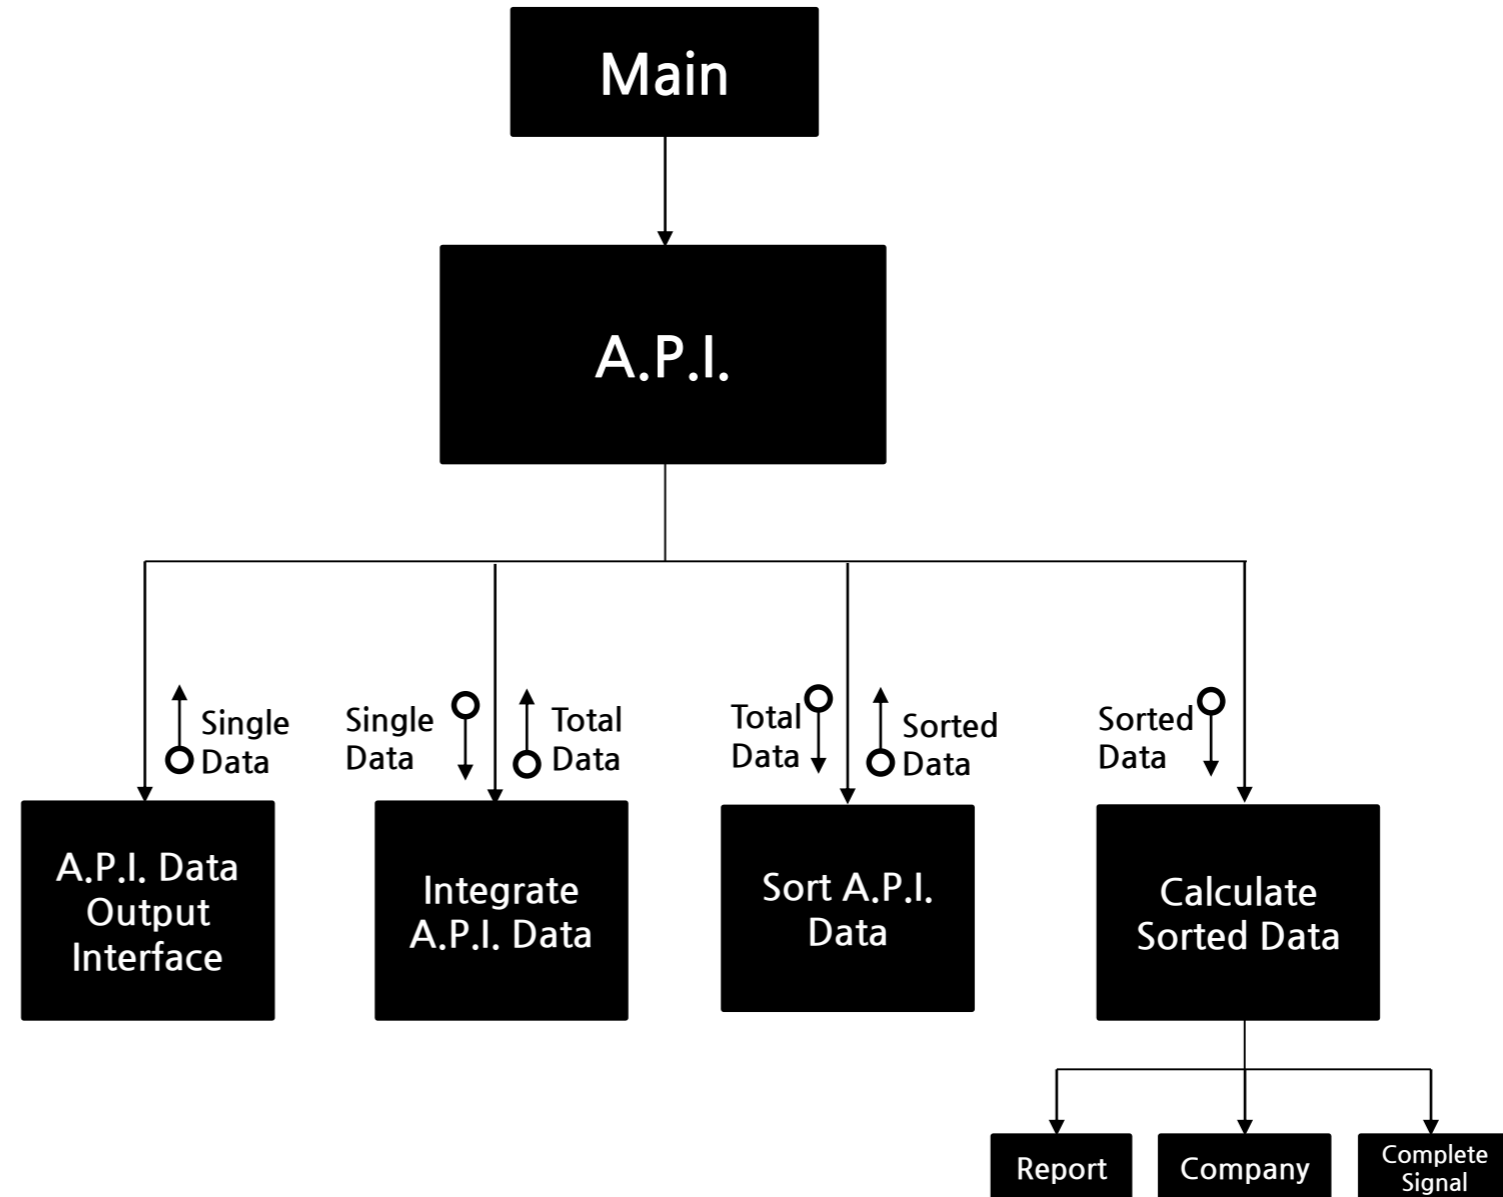 Main
A.P.I.
Single
Data
Single
Data
Total
Data
Total
Data
Sorted
Data
Sorted
Data
A.P.I. Data
Output
Interface
Integrate
A.P.I. Data
Sort A.P.I.
Data
Calculate
Sorted Data
Report
Company
Complete
Signal